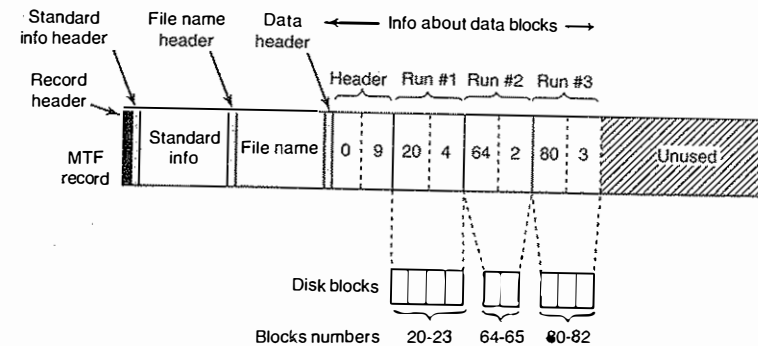 Standard info header
File name header
Data header
Info about data blocks
Record header
Header
Run #1
Run #2
Run #3
MTF record
Standard info
File name
0
9
20
4
64
2
80
3
Unused
Disk blocks
Blocks numbers
20-23
64-65
80-82